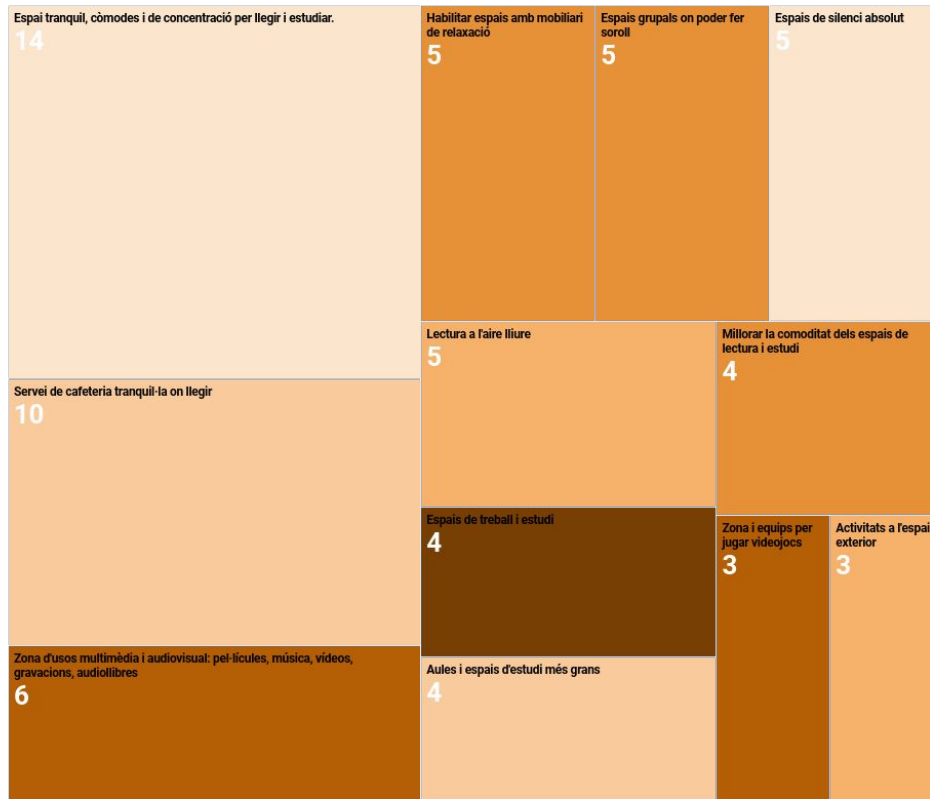 Espai tranquil, còmodes i de concentració per llegir i estudiar.
14
Habilitar espais amb mobiliari
de relaxació
5
Espais grupals on poder fer
soroll
5
Espais de silenci absolut
5
Lectura a l'aire lliure
5
Millorar la comoditat dels espais de
lectura i estudi
4
Servei de cafeteria tranquil·la on llegir
10
Espais de treball i estudi
4
Zona i equips per
jugar videojocs
3
Activitats a l'espai
exterior
3
Zona d'usos multimèdia i audiovisual: pel·lícules, música, vídeos,
gravacions, audiollibres
6
Aules i espais d'estudi més grans
4